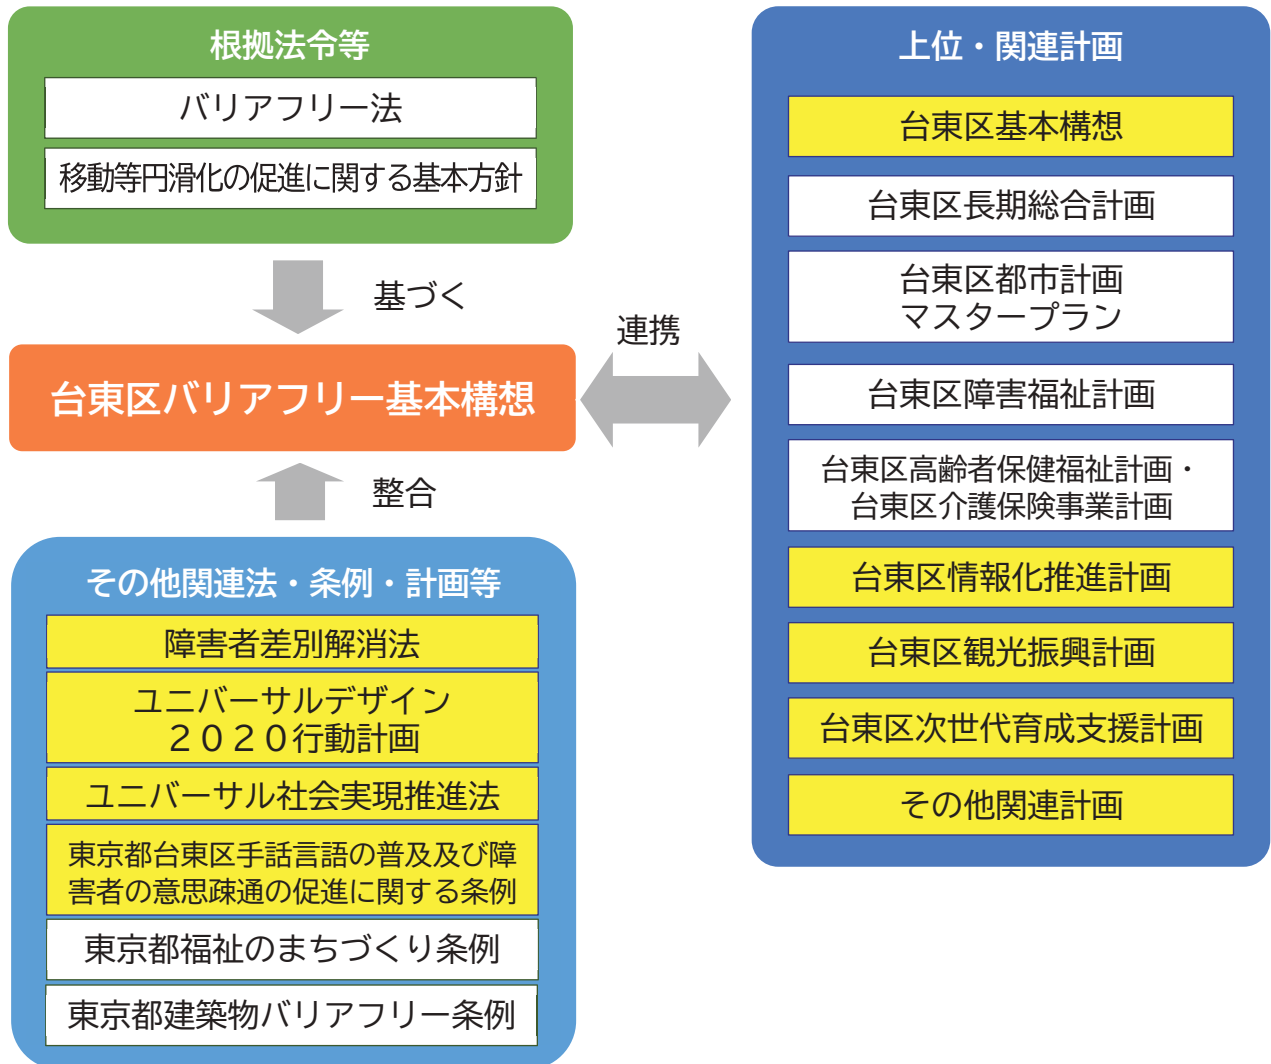 根拠法令等
バリアフリー法
移動等円滑化の促進に関する基本方針
基づく
台東区バリアフリー基本構想
連携
整合
その他関連法・条例・計画等
障害者差別解消法
ユニバーサルデザイン
２０２０行動計画
ユニバーサル社会実現推進法
東京都台東区手話言語の普及及び障
害者の意思疎通の促進に関する条例
東京都福祉のまちづくり条例
東京都建築物バリアフリー条例
上位・関連計画
台東区基本構想
台東区長期総合計画
台東区都市計画
マスタープラン
台東区障害福祉計画
台東区高齢者保健福祉計画・
台東区介護保険事業計画
台東区情報化推進計画
台東区観光振興計画
台東区次世代育成支援計画
その他関連計画